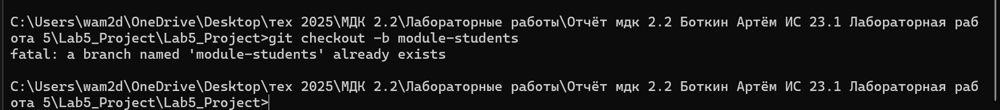 C:\Users\wam2d\OneDrive\Desktop\тех 2025\МДК 2.2\Лабораторные работы\Отчёт мдк 2.2 Боткин Артём ИС 23.1 Лабораторная раб
ота 5\Lab5_Project\Lab5_Project>git checkout -b module-students
fatal: a branch named 'module-students' already exists
C:\Users\wam2d\OneDrive\Desktop\тех 2025\МДК 2.2\Лабораторные работы\Отчёт мдк 2.2 Боткин Артём ИС 23.1 Лабораторная раб
ота 5\Lab5_Project\Lab5_Project>